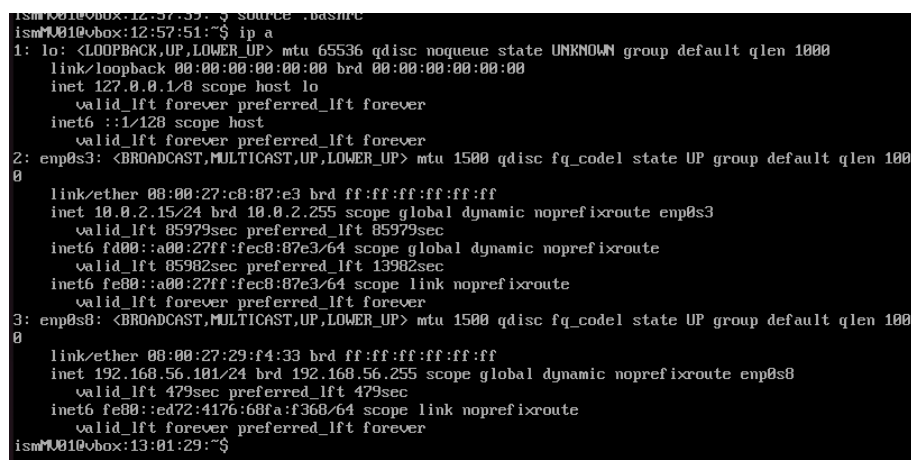 ismMV01@vbox:12:57:39:~$ source .bashrc
ismMV01@vbox:12:57:51:~$ ip a
1: lo: <LOOPBACK,UP,LOWER_UP> mtu 65536 qdisc noqueue state UNKNOWN group default qlen 1000
    link/loopback 00:00:00:00:00:00 brd 00:00:00:00:00:00
    inet 127.0.0.1/8 scope host lo
       valid_lft forever preferred_lft forever
    inet6 ::1/128 scope host
       valid_lft forever preferred_lft forever
2: enp0s3: <BROADCAST,MULTICAST,UP,LOWER_UP> mtu 1500 qdisc fq_codel state UP group default qlen 100
0
    link/ether 08:00:27:c8:87:e3 brd ff:ff:ff:ff:ff:ff
    inet 10.0.2.15/24 brd 10.0.2.255 scope global dynamic noprefixroute enp0s3
       valid_lft 85979sec preferred_lft 85979sec
    inet6 fd00::a00:27ff:fec8:87e3/64 scope global dynamic noprefixroute
       valid_lft 85982sec preferred_lft 13982sec
    inet6 fe80::a00:27ff:fec8:87e3/64 scope link noprefixroute
       valid_lft forever preferred_lft forever
3: enp0s8: <BROADCAST,MULTICAST,UP,LOWER_UP> mtu 1500 qdisc fq_codel state UP group default qlen 100
0
    link/ether 08:00:27:29:f4:33 brd ff:ff:ff:ff:ff:ff
    inet 192.168.56.101/24 brd 192.168.56.255 scope global dynamic noprefixroute enp0s8
       valid_lft 479sec preferred_lft 479sec
    inet6 fe80::ed72:4176:68fa:f368/64 scope link noprefixroute
       valid_lft forever preferred_lft forever
ismMV01@vbox:13:01:29:~$